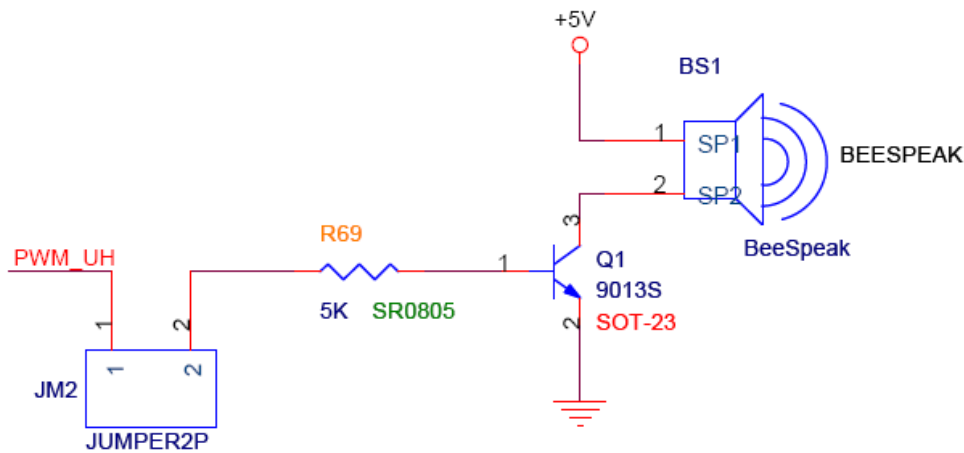 +5V
BS1
1
SP1
BEESPEAK
2
SP2
3
BeeSpeak
R69
PWM_UH
1
Q1
5K
SR0805
9013S
2
SOT-23
1
2
1
2
JM2
JUMPER2P